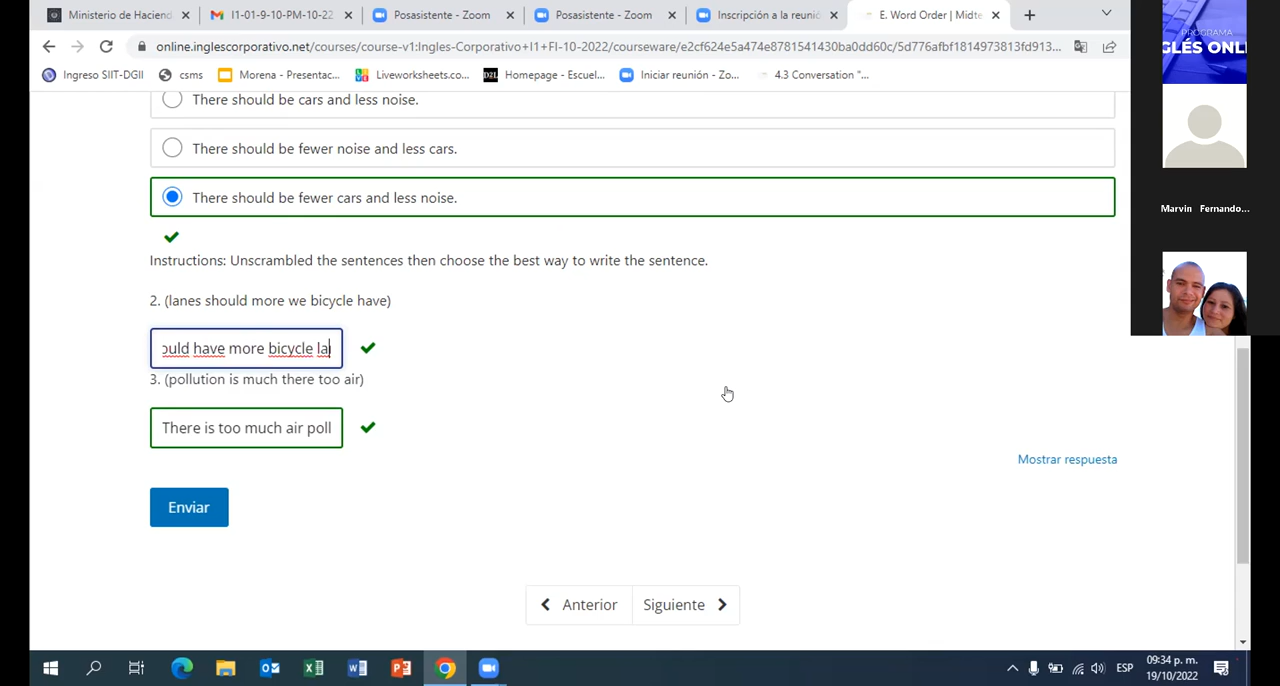 Ministerio de Haciend
I1-01-9-10-PM-10-22
Posasistente - Zoom
Posasistente - Zoom
Inscripción a la reunió
E. Word Order | Midte
online.inglescorporativo.net/courses/course-v1:Ingles-Corporativo+I1+FI-10-2022/courseware/e2cf624e5a474e8781541430ba0dd60c/5d776afbf1814973813fd913...
Ingreso SIIT-DGII
csms
Morena - Presentac...
Liveworksheets.co...
D2L
Homepage - Escuel...
Iniciar reunión - Zo...
4.3 Conversation "...
PROGRAMA
GLÉS ONL
There should be cars and less noise.
There should be fewer noise and less cars.
There should be fewer cars and less noise.
Marvin Fernando...
Instructions: Unscrambled the sentences then choose the best way to write the sentence.
2. (lanes should more we bicycle have)
ould have more bicycle la
3. (pollution is much there too air)
There is too much air poll
Mostrar respuesta
Enviar
Anterior
Siguiente
ESP
09:34 p. m.
19/10/2022